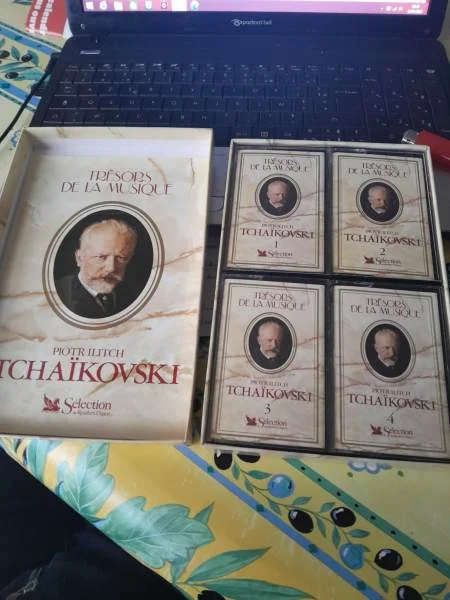 TRÉSORS
DE LA MUSIQUE
PIOTR ILITCH
TCHAÏKOVSKI
Sélection
du Reader's Digest
TRÉSORS
DE LA MUSIQUE
PIOTR ILITCH
TCHAÏKOVSKI
1
Sélection
TRÉSORS
DE LA MUSIQUE
PIOTR ILITCH
TCHAÏKOVSKI
2
Sélection
TRÉSORS
DE LA MUSIQUE
PIOTR ILITCH
TCHAÏKOVSKI
3
Sélection
TRÉSORS
DE LA MUSIQUE
PIOTR ILITCH
TCHAÏKOVSKI
4
Sélection